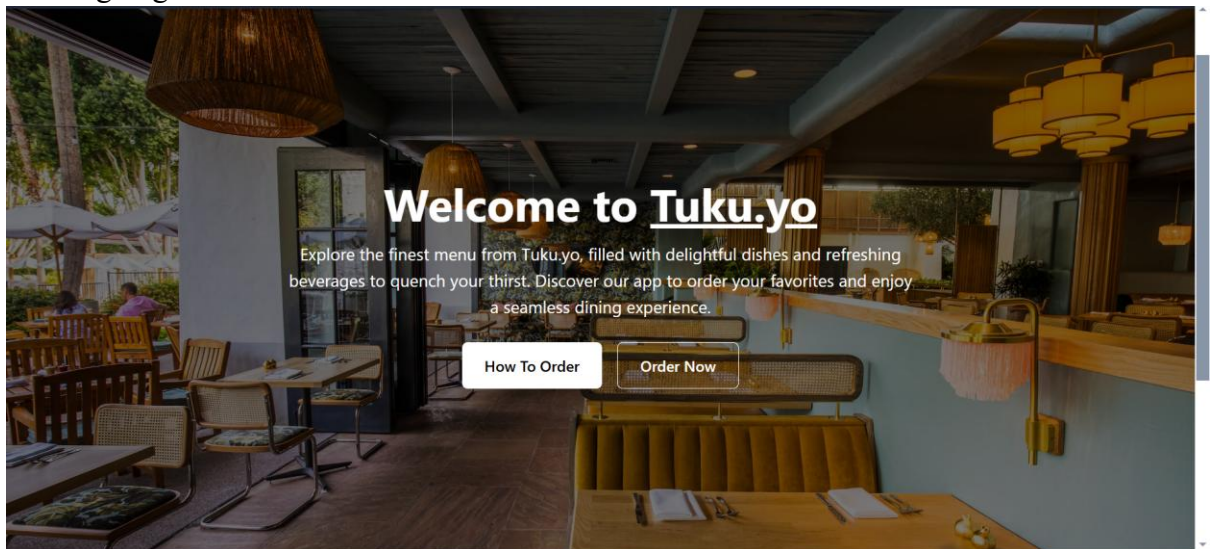 Welcome to Tuku.yo
Explore the finest menu from Tuku.yo, filled with delightful dishes and refreshing
beverages to quench your thirst. Discover our app to order your favorites and enjoy
a seamless dining experience.
How To Order
Order Now